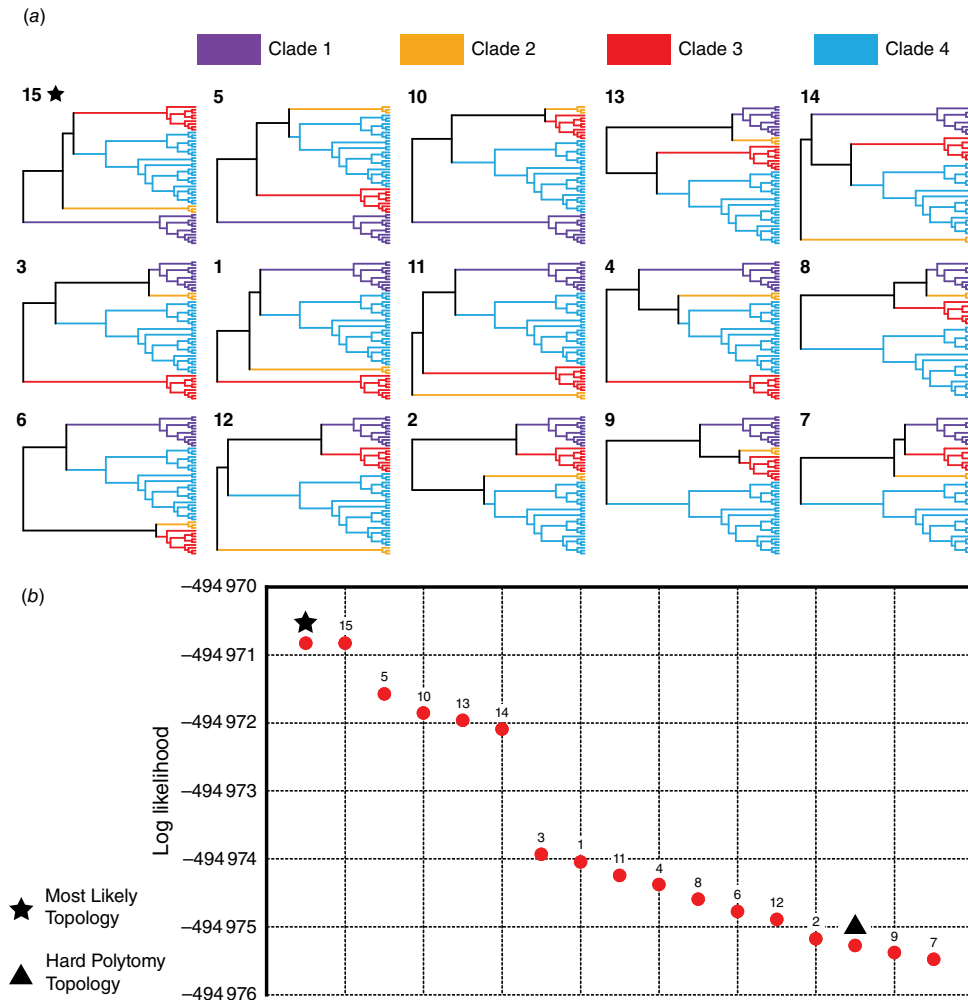 (a)
Clade 1 Clade 2 Clade 3 Clade 4
15 5 10 13 14
3 1 11 4 8
6 12 2 9 7
(b)
Log likelihood
–494 970
–494 971
–494 972
–494 973
–494 974
–494 975
–494 976
15
5
10
13
14
3
1
11
4
8
6
12
2
9
7
Most Likely
Topology
Hard Polytomy
Topology